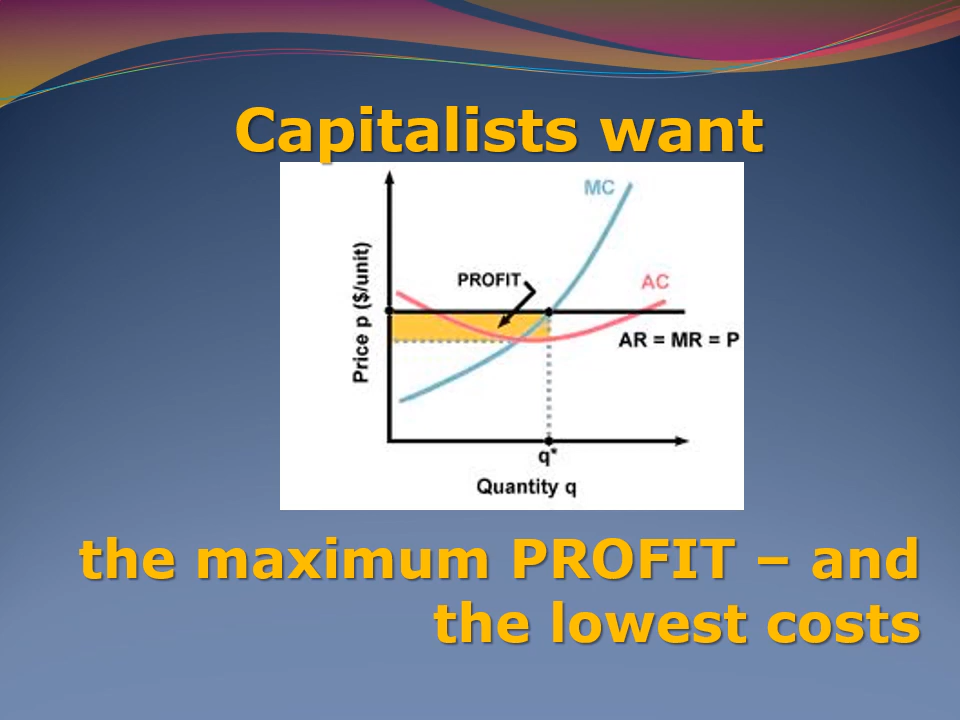 Capitalists want
MC
Price p ($/unit)
PROFIT
AC
AR = MR = P
q*
Quantity q
the maximum PROFIT – and
the lowest costs